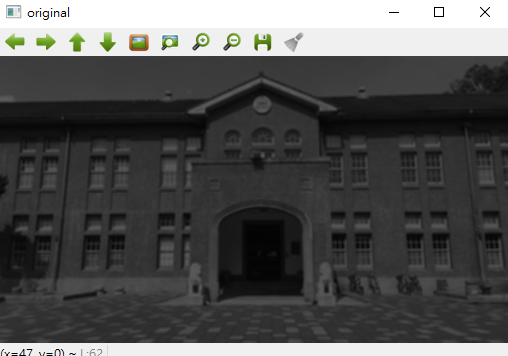 original
(x=47, y=0) ~ L:62